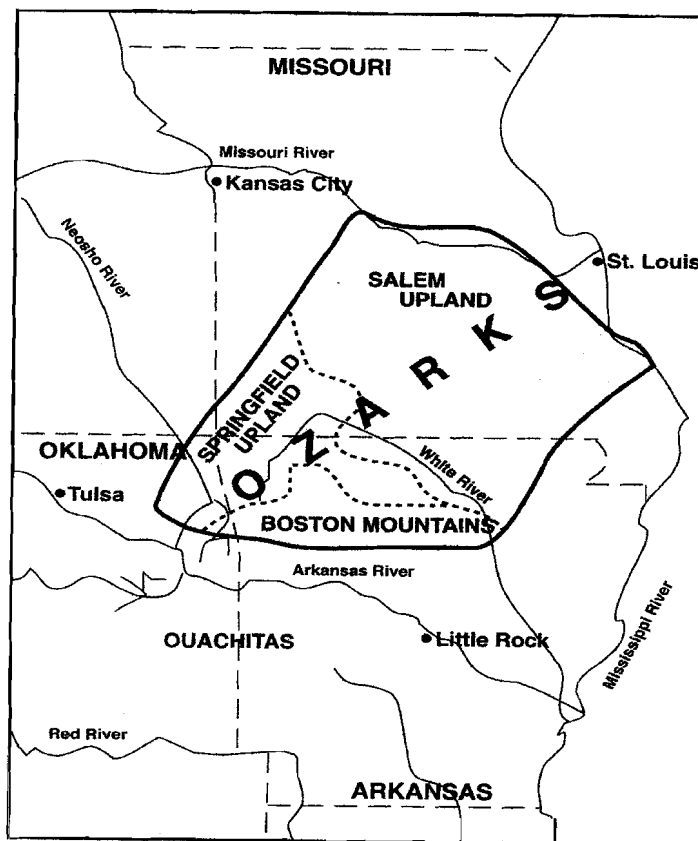 MISSOURI
Missouri River
Kansas City
Neosho River
St. Louis
SALEM
UPLAND
OZARKS
SPRINGFIELD
UPLAND
OKLAHOMA
Tulsa
White River
BOSTON MOUNTAINS
Arkansas River
OUACHITAS
Little Rock
Mississippi River
Red River
ARKANSAS